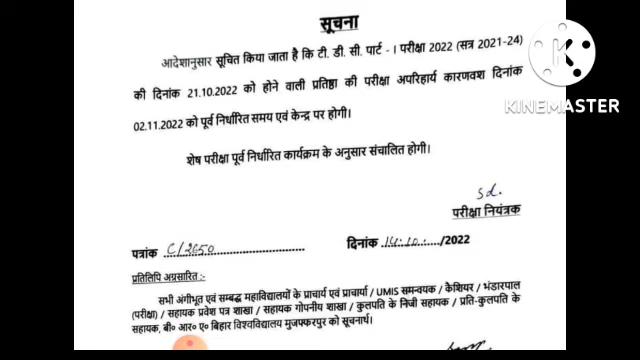 सूचना
आदेशानुसार सूचित किया जाता है कि टी. डी. सी. पार्ट - I परीक्षा 2022 (सत्र 2021-24)
की दिनांक 21.10.2022 को होने वाली प्रतिष्ठा की परीक्षा अपरिहार्य कारणवश दिनांक
02.11.2022 को पूर्व निर्धारित समय एवं केन्द्र पर होगी।
शेष परीक्षा पूर्व निर्धारित कार्यक्रम के अनुसार संचालित होगी।
KINEMASTER
sd.
परीक्षा नियंत्रक
पत्रांक C/2650 दिनांक 14.10./2022
प्रतिलिपि अग्रसारित :-
सभी अंगीभूत एवं सम्बद्ध महाविद्यालयों के प्राचार्य एवं प्राचार्या / UMIS समन्वयक / कैशियर / भंडारपाल
(परीक्षा) / सहायक प्रवेश पत्र शाखा / सहायक गोपनीय शाखा / कुलपति के निजी सहायक / प्रति-कुलपति के
सहायक, बी० आर० ए० बिहार विश्वविद्यालय मुजफ्फरपुर को सूचनार्थ।